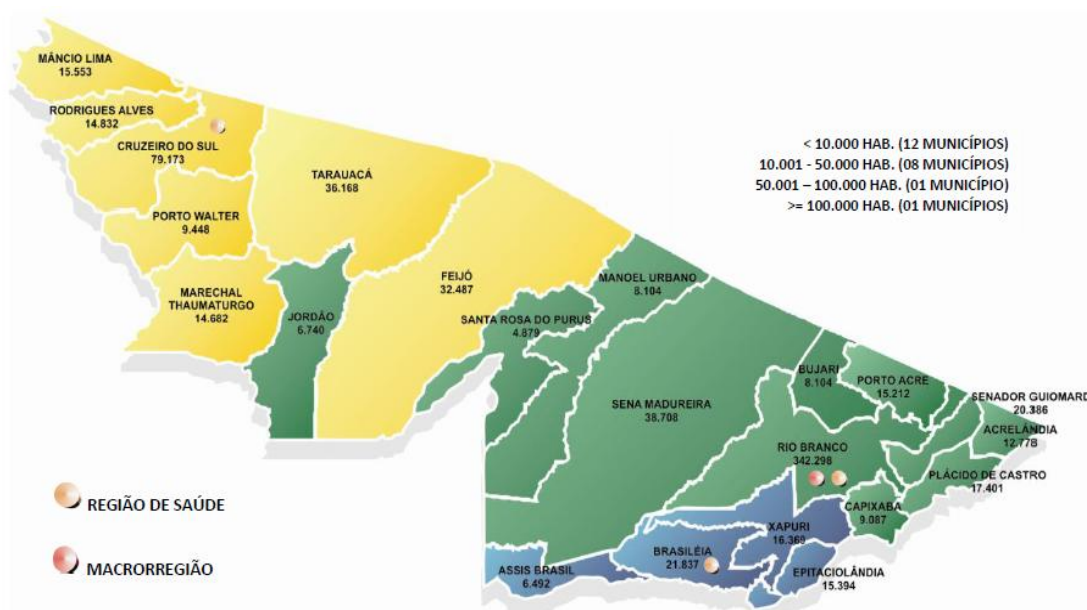 MÂNCIO LIMA
15.553
RODRIGUES ALVES
14.832
CRUZEIRO DO SUL
79.173
TARAUACÁ
36.168
PORTO WALTER
9.448
MARECHAL
THAUMATURGO
14.682
JORDÃO
6.740
FEIJÓ
32.487
< 10.000 HAB. (12 MUNICÍPIOS)
10.001 - 50.000 HAB. (08 MUNICÍPIOS)
50.001 – 100.000 HAB. (01 MUNICÍPIO)
>= 100.000 HAB. (01 MUNICÍPIOS)
MANOEL URBANO
8.104
SANTA ROSA DO PURUS
4.879
SENA MADUREIRA
38.708
BUJARI
8.104
PORTO ACRE
15.212
SENADOR GUIOMARD
20.386
ACRELÂNDIA
12.778
RIO BRANCO
342.298
PLÁCIDO DE CASTRO
17.401
CAPIXABA
9.087
XAPURI
16.369
BRASILÉIA
21.837
ASSIS BRASIL
6.492
EPITACIOLÂNDIA
15.394
REGIÃO DE SAÚDE
MACRORREGIÃO